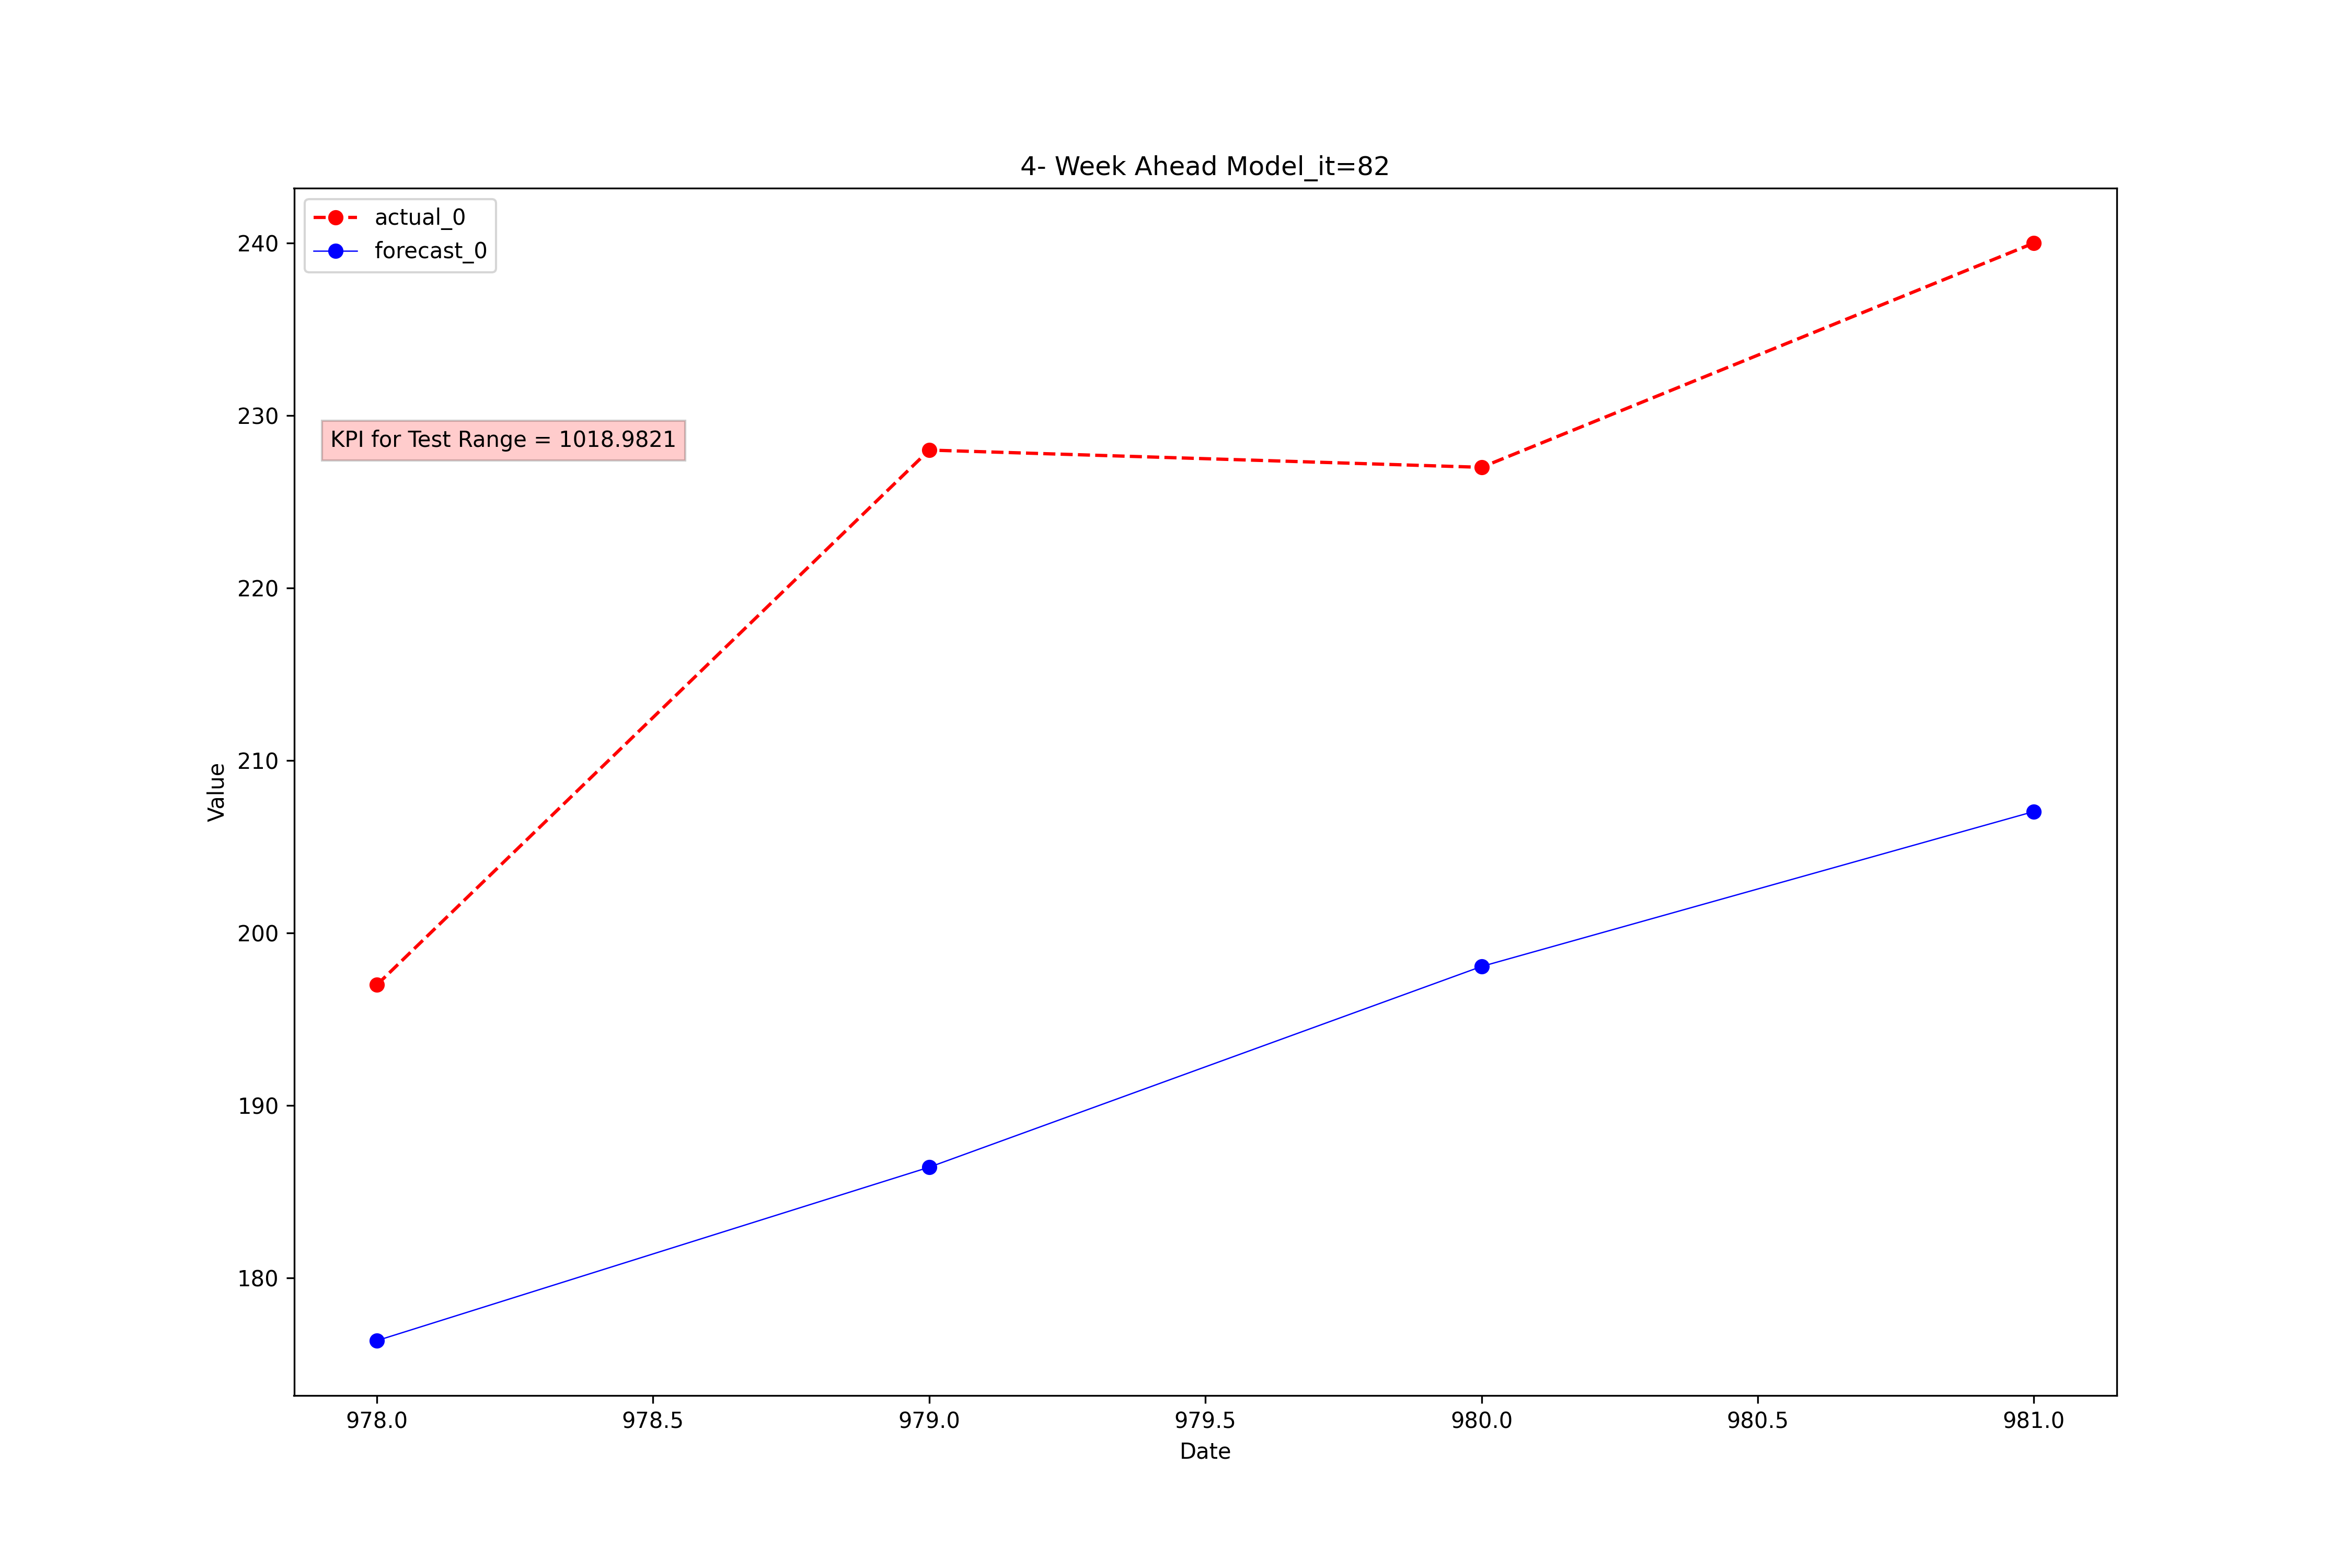 4- Week Ahead Model_it=82
actual_0
forecast_0
KPI for Test Range = 1018.9821
240
230
220
210
200
190
180
Value
978.0 978.5 979.0 979.5 980.0 980.5 981.0
Date